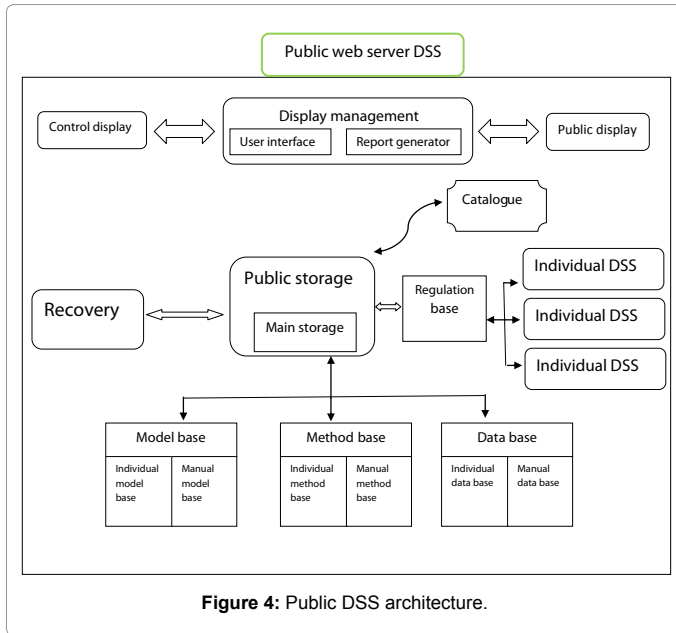 Public web server DSS
Display management
Control display
User interface
Report generator
Public display
Catalogue
Public storage
Main storage
Recovery
Regulation
base
Individual DSS
Individual DSS
Individual DSS
Model base
Individual
model
base
Manual
model
base
Method base
Individual
method
base
Manual
method
base
Data base
Individual
data base
Manual
data base
Figure 4: Public DSS architecture.